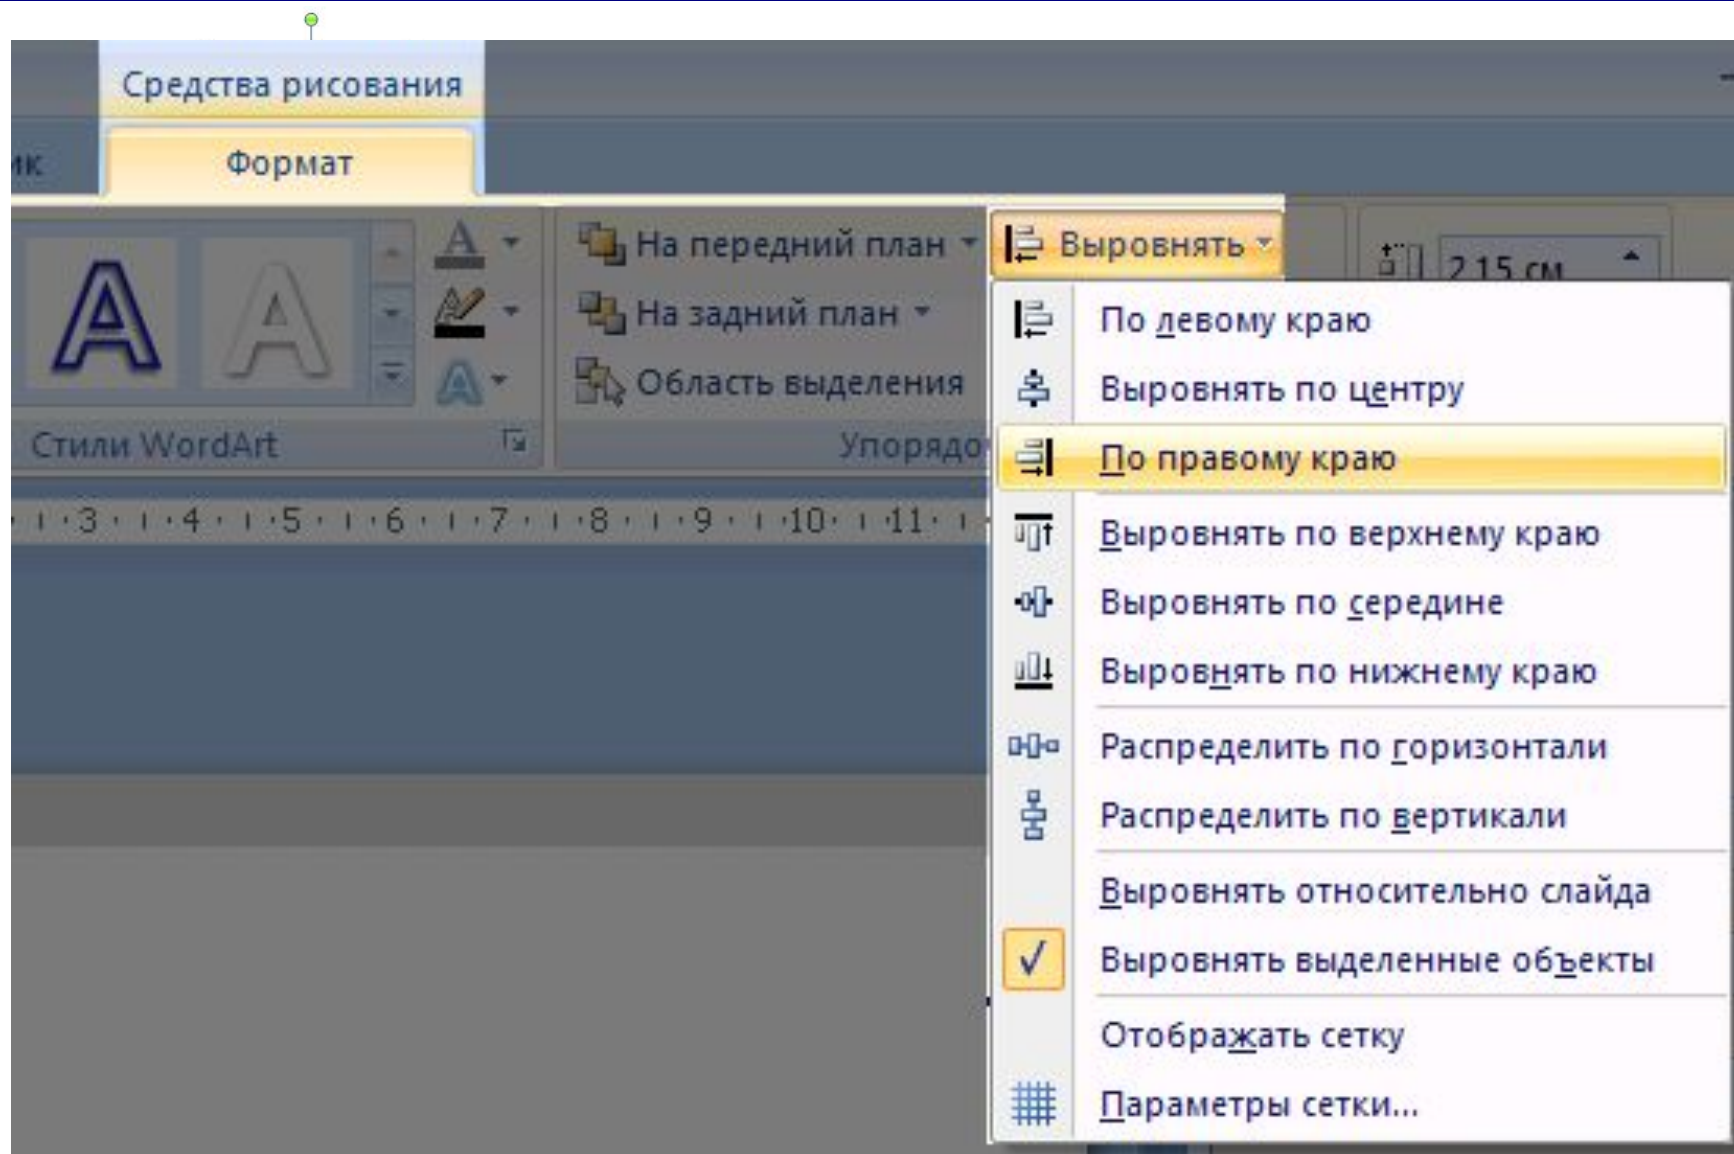 Средства рисования
ик Формат
На передний план Выровнять 2,15 см
На задний план
Область выделения
Стили WordArt Упорядо
3 4 5 6 7 8 9 10 11
По левому краю
Выровнять по центру
По правому краю
Выровнять по верхнему краю
Выровнять по середине
Выровнять по нижнему краю
Распределить по горизонтали
Распределить по вертикали
Выровнять относительно слайда
Выровнять выделенные объекты
Отображать сетку
Параметры сетки...